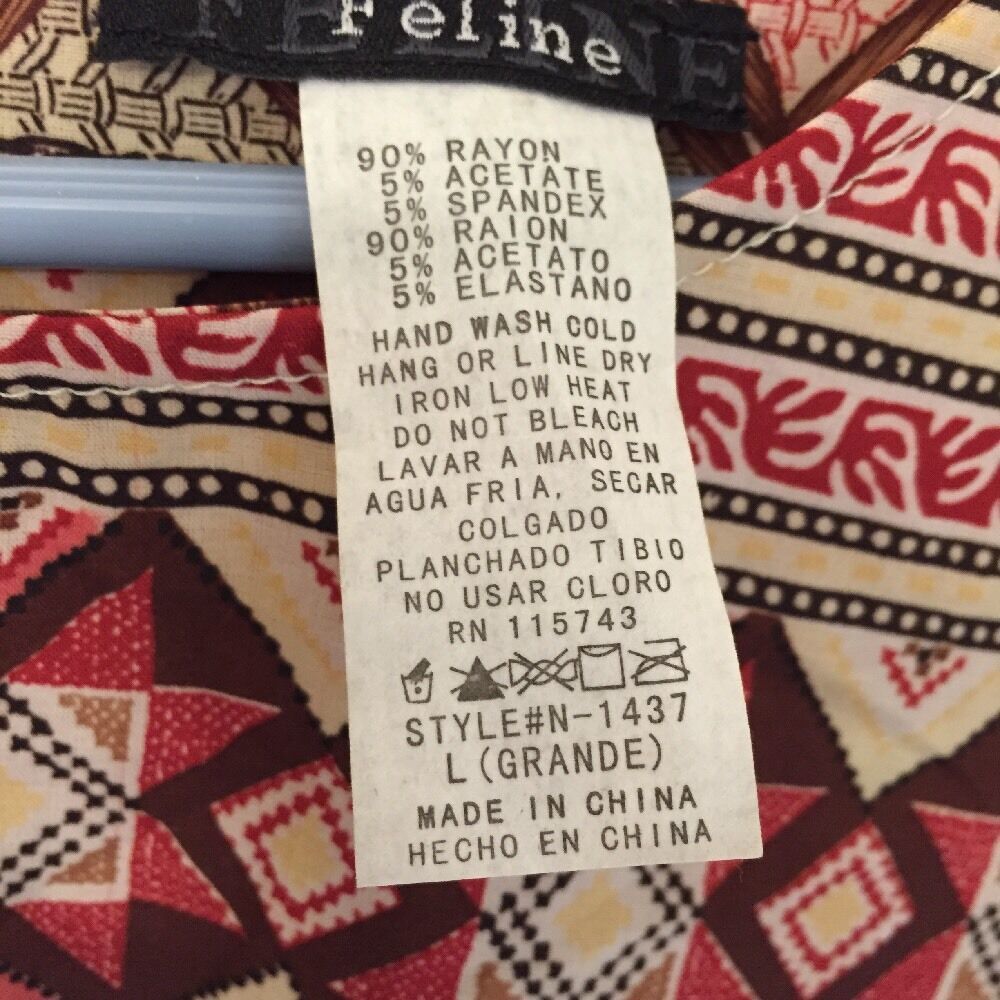 Feline
FELINE
90% RAYON
5% ACETATE
5% SPANDEX
90% RAION
5% ACETATO
5% ELASTANO
HAND WASH COLD
HANG OR LINE DRY
IRON LOW HEAT
DO NOT BLEACH
LAVAR A MANO EN
AGUA FRIA, SECAR
COLGADO
PLANCHADO TIBIO
NO USAR CLORO
RN 115743
STYLE#N-1437
L(GRANDE)
MADE IN CHINA
HECHO EN CHINA